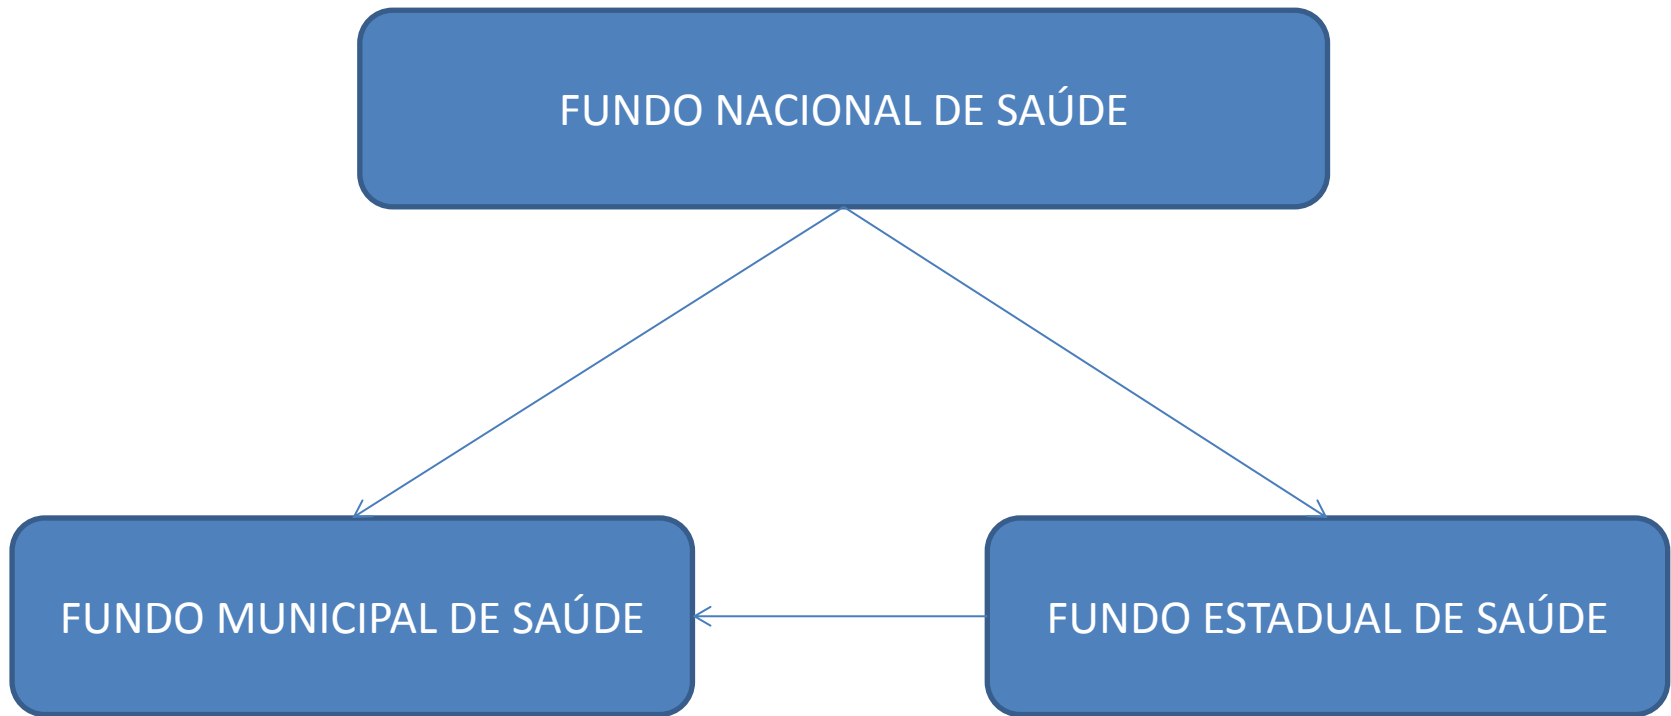 FUNDO NACIONAL DE SAÚDE
FUNDO MUNICIPAL DE SAÚDE
FUNDO ESTADUAL DE SAÚDE